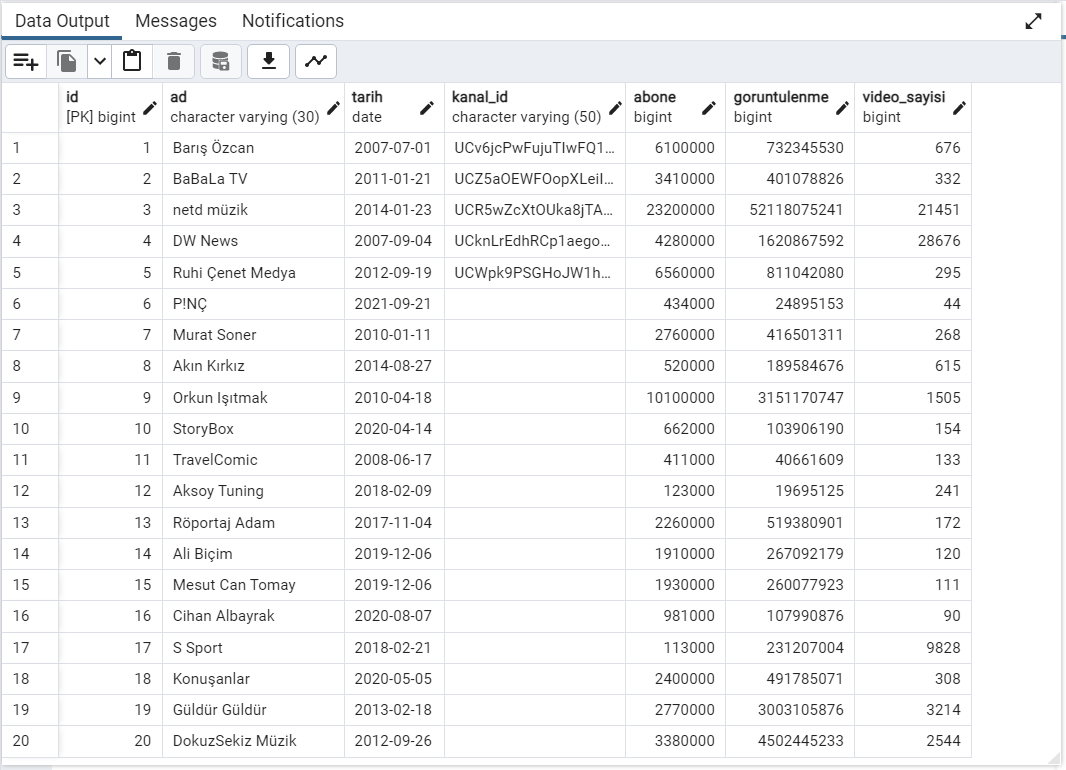 Data Output Messages Notifications
id ad tarih kanal_id abone goruntulenme video_sayisi
[PK] bigint character varying (30) date character varying (50) bigint bigint bigint
1 1 Barış Özcan 2007-07-01 UCv6jcPwFujuTIwFQ1... 6100000 732345530 676
2 2 BaBaLa TV 2011-01-21 UCZ5aOEWFOopXLeiI... 3410000 401078826 332
3 3 netd müzik 2014-01-23 UCR5wZcXtOUka8jTA... 23200000 52118075241 21451
4 4 DW News 2007-09-04 UCknLrEdhRCp1aego... 4280000 1620867592 28676
5 5 Ruhi Çenet Medya 2012-09-19 UCWpk9PSGHoJW1h... 6560000 811042080 295
6 6 P!NÇ 2021-09-21 434000 24895153 44
7 7 Murat Soner 2010-01-11 2760000 416501311 268
8 8 Akın Kırkız 2014-08-27 520000 189584676 615
9 9 Orkun Işıtmak 2010-04-18 10100000 3151170747 1505
10 10 StoryBox 2020-04-14 662000 103906190 154
11 11 TravelComic 2008-06-17 411000 40661609 133
12 12 Aksoy Tuning 2018-02-09 123000 19695125 241
13 13 Röportaj Adam 2017-11-04 2260000 519380901 172
14 14 Ali Biçim 2019-12-06 1910000 267092179 120
15 15 Mesut Can Tomay 2019-12-06 1930000 260077923 111
16 16 Cihan Albayrak 2020-08-07 981000 107990876 90
17 17 S Sport 2018-02-21 113000 231207004 9828
18 18 Konuşanlar 2020-05-05 2400000 491785071 308
19 19 Güldür Güldür 2013-02-18 2770000 3003105876 3214
20 20 DokuzSekiz Müzik 2012-09-26 3380000 4502445233 2544